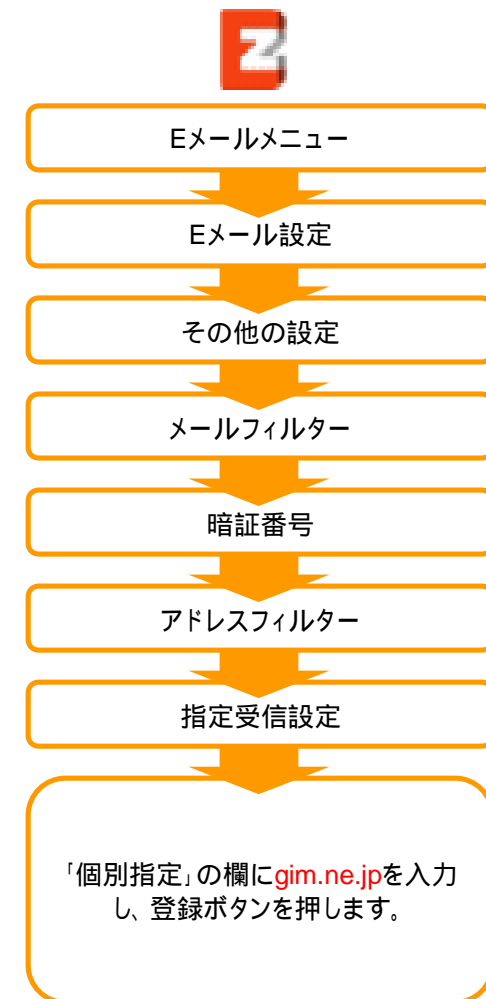 EZ
Eメールメニュー
Eメール設定
その他の設定
メールフィルター
暗証番号
アドレスフィルター
指定受信設定
「個別指定」の欄にgim.ne.jpを入力
し、登録ボタンを押します。